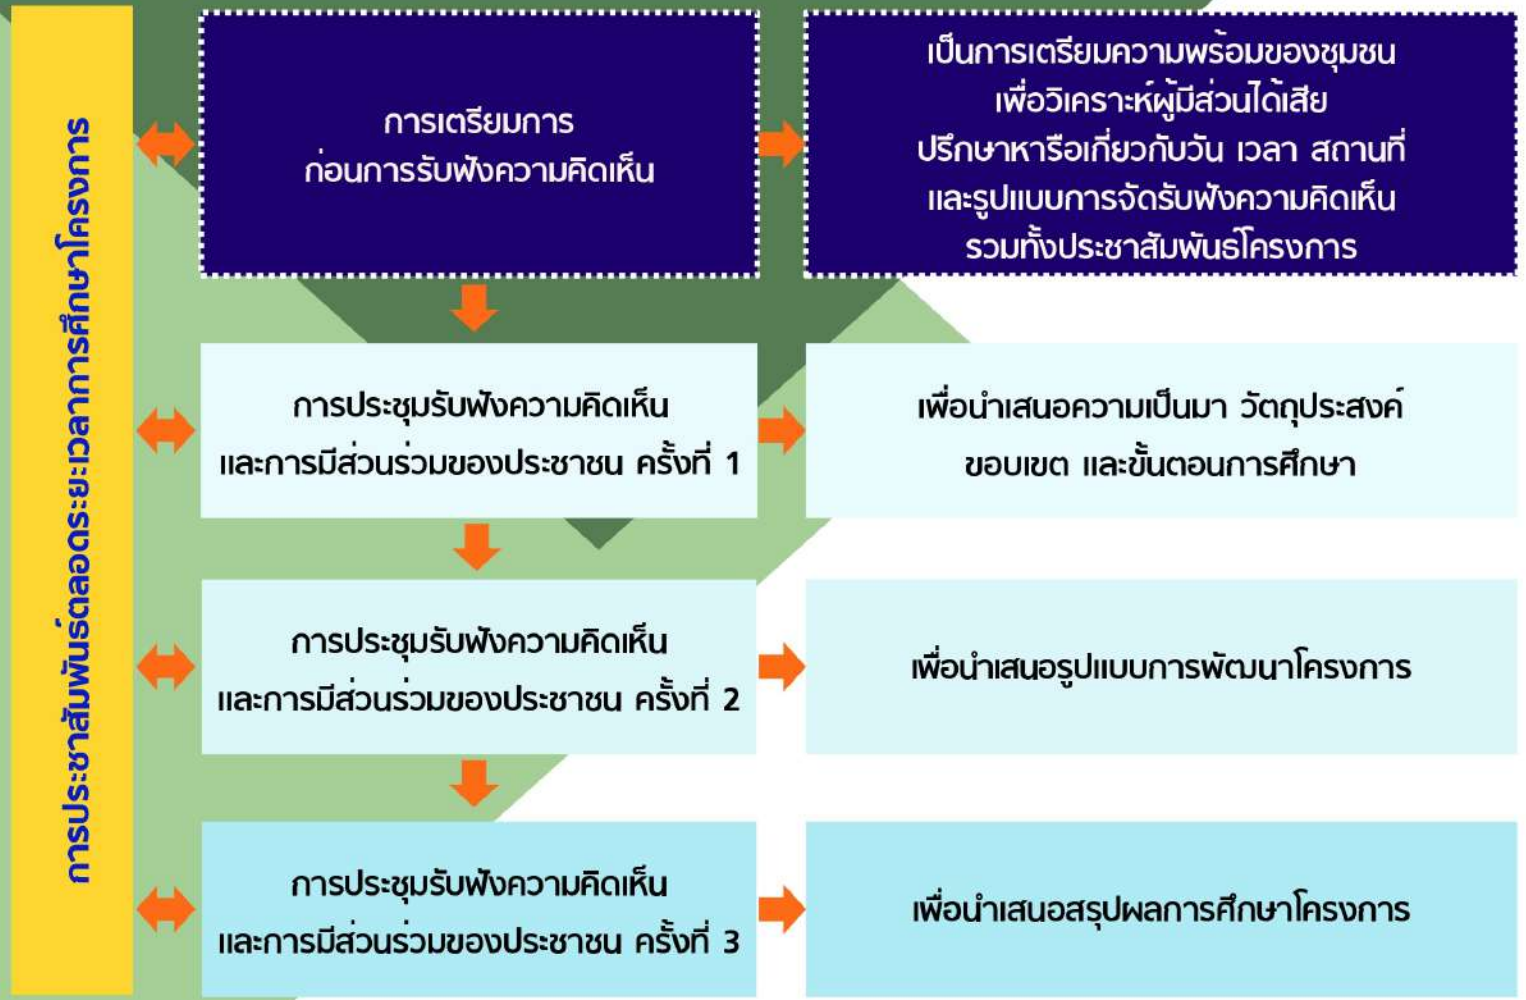 การประชาสัมพันธ์ตลอดระยะเวลาการศึกษาโครงการ
การเตรียมการ
ก่อนการรับฟังความคิดเห็น
เป็นการเตรียมความพร้อมของชุมชน
เพื่อวิเคราะห์ผู้มีส่วนได้เสีย
ปรึกษาหารือเกี่ยวกับวัน เวลา สถานที่
และรูปแบบการจัดรับฟังความคิดเห็น
รวมทั้งประชาสัมพันธ์โครงการ
การประชุมรับฟังความคิดเห็น
และการมีส่วนร่วมของประชาชน ครั้งที่ 1
เพื่อนำเสนอความเป็นมา วัตถุประสงค์
ขอบเขต และขั้นตอนการศึกษา
การประชุมรับฟังความคิดเห็น
และการมีส่วนร่วมของประชาชน ครั้งที่ 2
เพื่อนำเสนอรูปแบบการพัฒนาโครงการ
การประชุมรับฟังความคิดเห็น
และการมีส่วนร่วมของประชาชน ครั้งที่ 3
เพื่อนำเสนอสรุปผลการศึกษาโครงการ